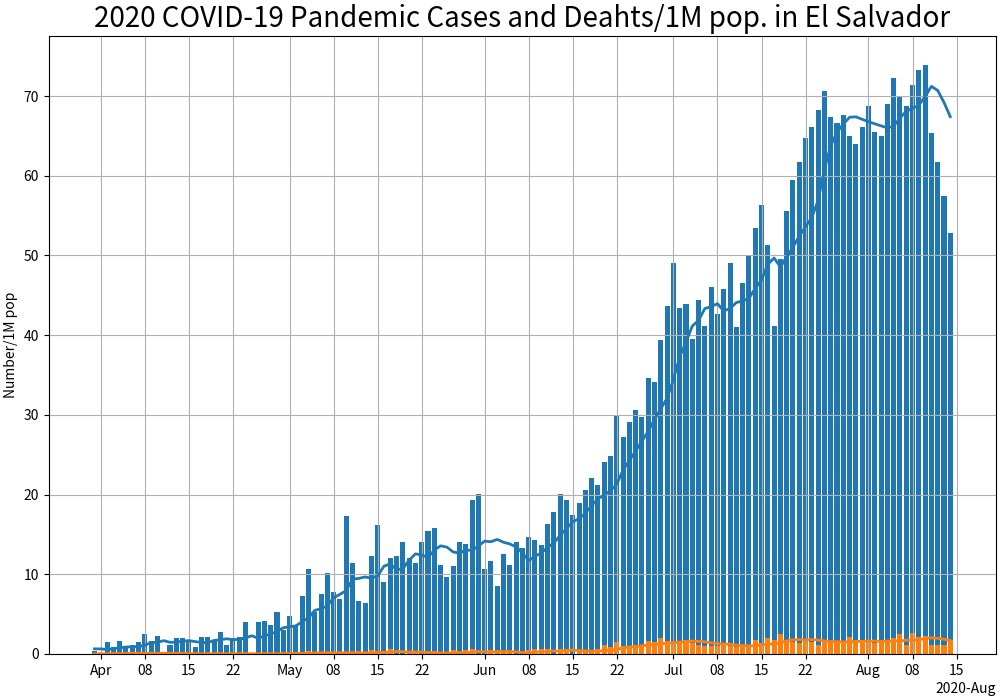 2020 COVID-19 Pandemic Cases and Deahts/1M pop. in El Salvador
Number/1M pop
70
60
50
40
30
20
10
0
Apr 08 15 22 May 08 15 22 Jun 08 15 22 Jul 08 15 22 Aug 08 15
2020-Aug